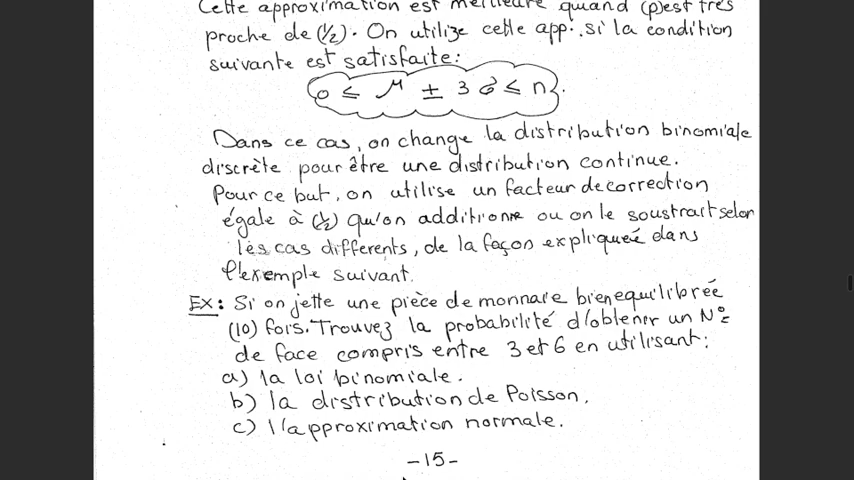 Cette approximation est meilleure quand (p) est très
proche de (1/2). On utilize cette app. si la condition
suivante est satisfaite:
0 ≤ μ ± 3σ ≤ n.
Dans ce cas, on change la distribution binomiale
discrète pour être une distribution continue.
Pour ce but, on utilise un facteur de correction
égale à (1/2) qu'on additionne ou on le soustrait selon
les cas differents, de la façon expliqueé dans
l'exemple suivant.
EX: Si on jette une pièce de monnaie bien equilibrée
(10) fois. Trouvez la probabilité d'obtenir un Nº
de face compris entre 3 et 6 en utilisant:
a) la loi binomiale.
b) la distribution de Poisson.
c) l'approximation normale.
-15-